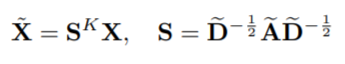 X̃ = S^K X, S = D̃^{-1/2} ÃD̃^{-1/2}